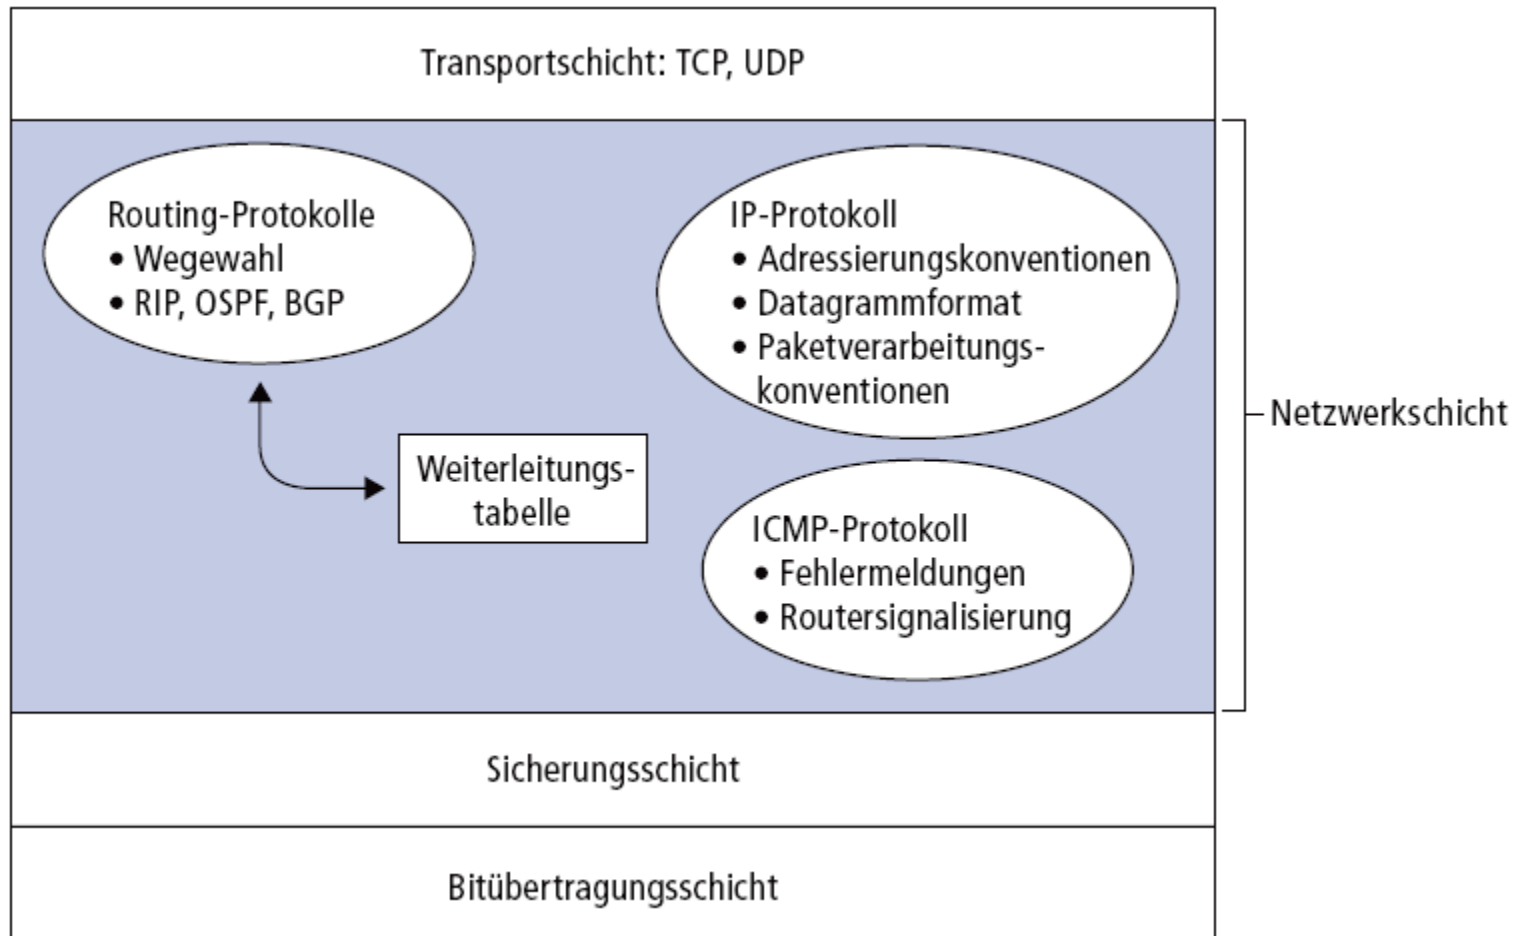 Transportschicht: TCP, UDP
Routing-Protokolle
• Wegewahl
• RIP, OSPF, BGP
IP-Protokoll
• Adressierungskonventionen
• Datagrammformat
• Paketverarbeitungs-
konventionen
Netzwerkschicht
Weiterleitungs-
tabelle
ICMP-Protokoll
• Fehlermeldungen
• Routersignalisierung
Sicherungsschicht
Bitübertragungsschicht